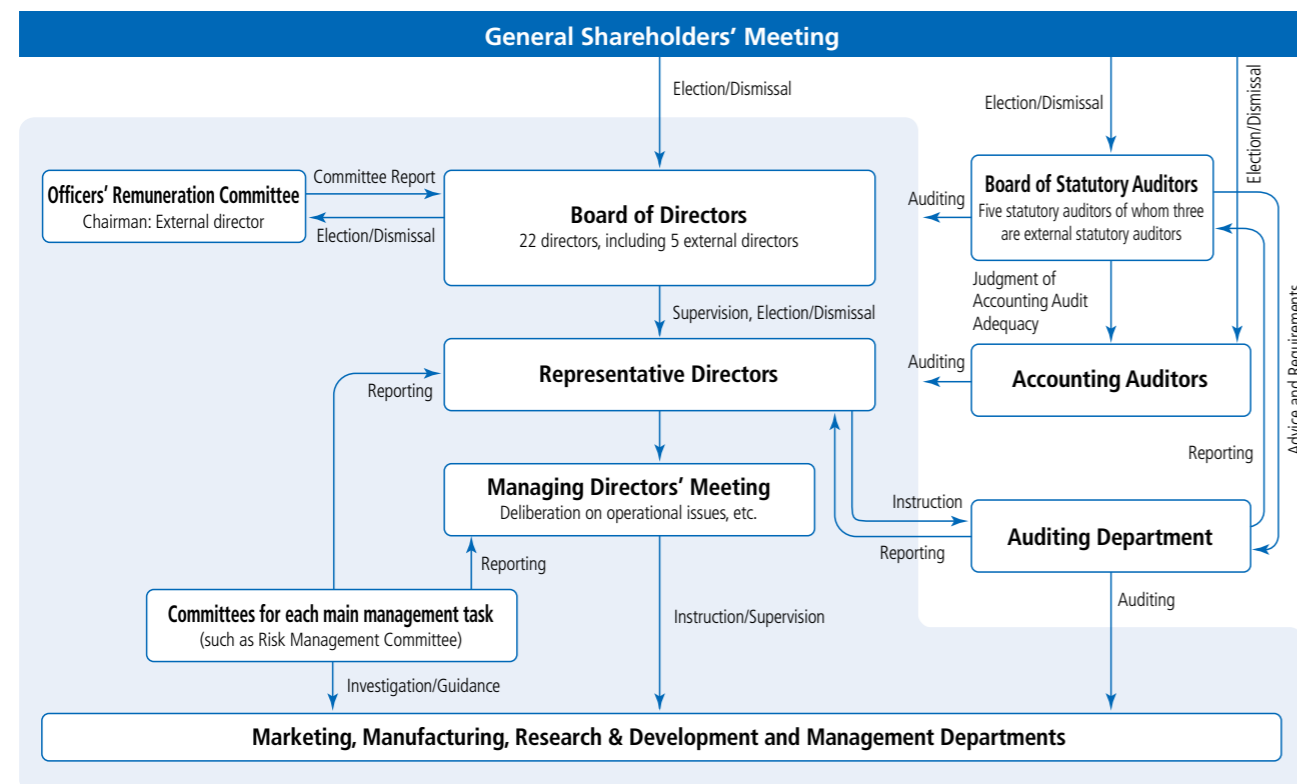 General Shareholders' Meeting
Election/Dismissal
Election/Dismissal
Election/Dismissal
Officers' Remuneration Committee
Chairman: External director
Committee Report
Election/Dismissal
Board of Directors
22 directors, including 5 external directors
Auditing
Board of Statutory Auditors
Five statutory auditors of whom three
are external statutory auditors
Supervision, Election/Dismissal
Judgment of
Accounting Audit
Adequacy
Advice and Requirements
Reporting
Representative Directors
Auditing
Accounting Auditors
Reporting
Managing Directors' Meeting
Deliberation on operational issues, etc.
Instruction
Reporting
Auditing Department
Reporting
Committees for each main management task
(such as Risk Management Committee)
Instruction/Supervision
Auditing
Investigation/Guidance
Marketing, Manufacturing, Research & Development and Management Departments